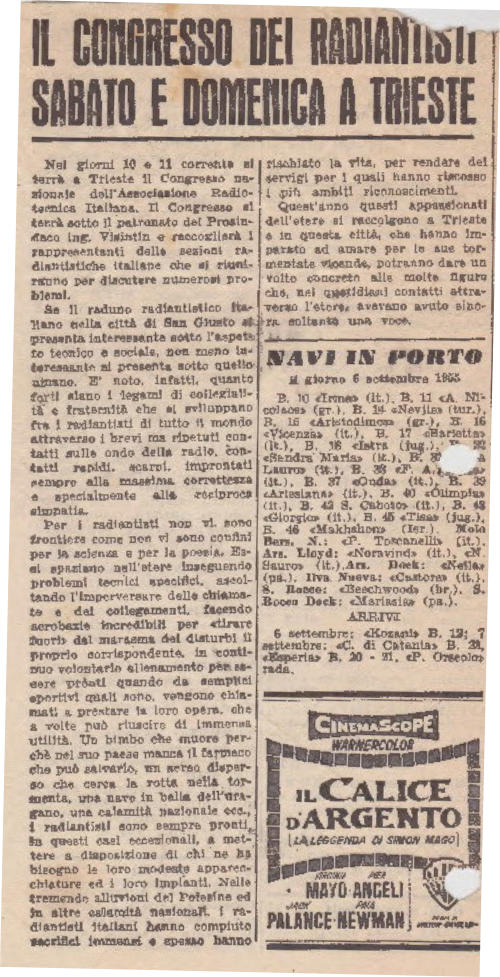 IL CONGRESSO DEI RADIANTISTI
SABATO E DOMENICA A TRIESTE
Nei giorni 10 e 11 corrente si
terrà a Trieste il Congresso na-
zionale dell'Associazione Radio-
tecnica Italiana. Il Congresso si
terrà sotto il patronato del Prosin-
daco ing. Visintin e raccoglierà i
rappresentanti delle sezioni ra-
diantistiche italiane che si riuni-
ranno per discutere numerosi pro-
blemi.
Se il raduno radiantistico ita-
liano nella città di San Giusto si
presenta interessante sotto l'aspet-
to tecnico e sociale, non meno in-
teressante si presenta sotto quello
umano. E' noto, infatti, quanto
forti siano i legami di collegiali-
tà e fraternità che si sviluppano
fra i radiantisti di tutto il mondo
attraverso i brevi ma ripetuti con-
tatti sulle onde della radio, con-
tatti rapidi, scarni, improntati
sempre alla massima correttezza
e specialmente alla reciproca
simpatia.
Per i radiantisti non vi sono
frontiere come non vi sono confini
per la scienza e per la poesia. Es-
si spaziano nell'etere inseguendo
problemi tecnici specifici, ascol-
tando l'imperversare delle chiama-
te e dei collegamenti, facendo
acrobazie incredibili per «tirare
fuori» dal marasma dei disturbi il
proprio corrispondente, in conti-
nuo volontario allenamento per es-
sere pronti quando da semplici
sportivi quali sono, vengono chia-
mati a prestare la loro opera, che
a volte può riuscire di immensa
utilità. Un bimbo che muore per-
chè nel suo paese manca il farmaco
che può salvarlo, un aereo disper-
so che cerca la rotta nella tor-
menta, una nave in balia dell'ura-
gano, una calamità nazionale ecc.,
i radiantisti sono sempre pronti,
in questi casi eccezionali, a met-
tere a disposizione di chi ne ha
bisogno le loro modeste apparec-
chiature ed i loro impianti. Nelle
tremende alluvioni del Polesine ed
in altre calamità nazionali, i ra-
diantisti italiani hanno compiuto
sacrifici immensi e spesso hanno
rischiato la vita, per rendere dei
servigi per i quali hanno riscosso
i più ambiti riconoscimenti.
Quest'anno questi appassionati
dell'etere si raccolgono a Trieste
e in questa città, che hanno im-
parato ad amare per le sue tor-
mentate vicende, potranno dare un
volto concreto alle molte figure
che, nei quotidiani contatti attra-
verso l'etere, avevano avuto sino-
ra soltanto una voce.
NAVI IN PORTO
il giorno 6 settembre 1955
B. 10 «Irma» (it.), B. 11 «A. Ni-
colaos» (gr.), B. 14 «Nevjis» (tur.),
B. 15 «Aristodimos» (gr.), B. 16
«Vicenza» (it.), B. 17 «Barletta»
(it.), B. 18 «Istra (jug.),
«Sandra Maria» (it.), B.
Lauro» (it.), B. 38 «F. A.
(it.), B. 37 «Onda» (it.), B. 39
«Artesiana» (it.), B. 40 «Olimpia»
(it.), B. 42 S. Caboto» (it.), B. 43
«Giorgio» (it.), B. 45 «Tisa» (jug.),
B. 46 «Makhshon» (isr.), Molo
Bers. N.: «P. Toscanelli» (it.).
Ars. Lloyd: «Noravind» (it.), «N.
Sauro» (it.). Ars. Dock: «Neila»
(pa.). Ilva Nuova: «Castore» (it.).
S. Rocco: «Beechwood» (br.). S.
Rocco Dock: «Mariasia» (pa.).
ARRIVI
6 settembre: «Kozani» B. 12; 7
settembre: «C. di Catania» B. 22,
«Esperia» B. 20 - 21, «P. Orseolo»
rada.
CINEMASCOPE
WARNERCOLOR
IL CALICE
D'ARGENTO
(LA LEGGENDA DI SIMON MAGO)
VIRGINIA PIER
MAYO · ANGELI
JACK PAUL
PALANCE · NEWMAN
WB